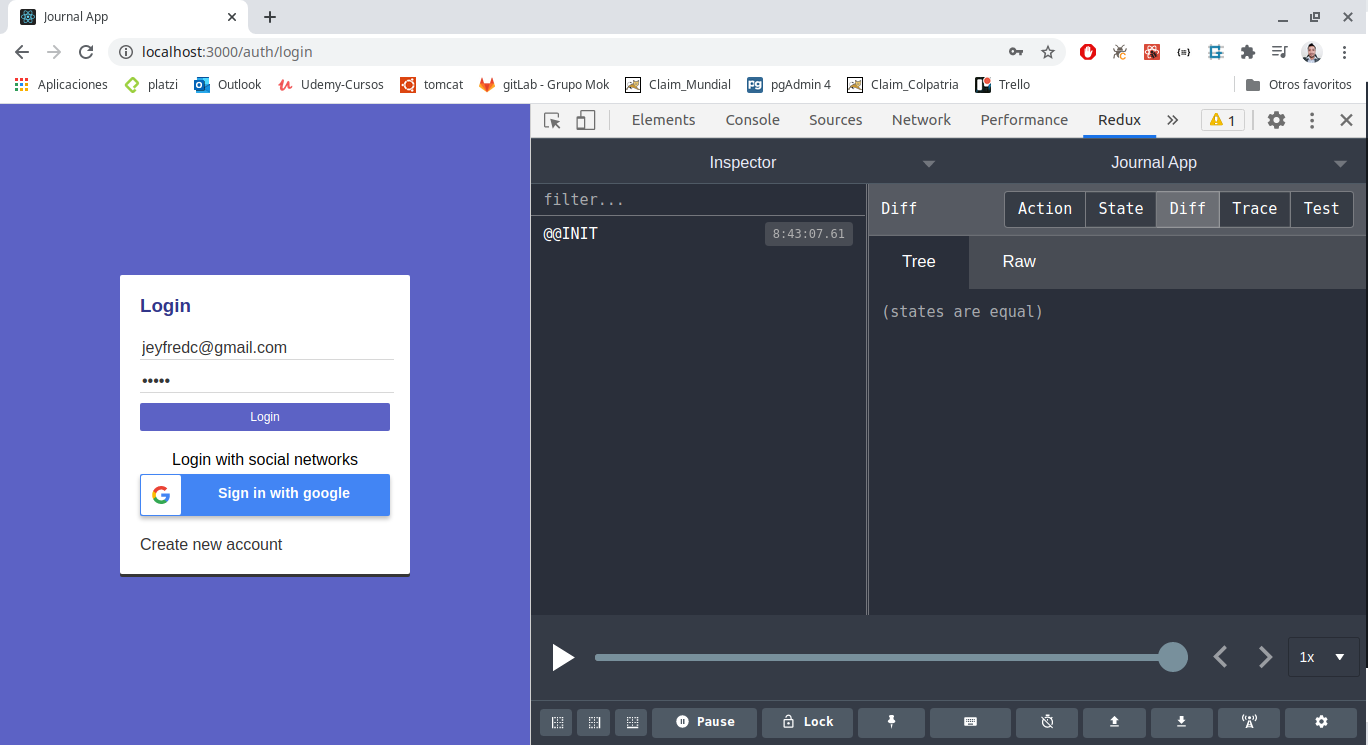 Journal App
localhost:3000/auth/login
Aplicaciones platzi Outlook Udemy-Cursos tomcat gitLab - Grupo Mok Claim_Mundial pgAdmin 4 Claim_Colpatria Trello Otros favoritos
Elements Console Sources Network Performance Redux 1
Inspector Journal App
filter...
Diff Action State Diff Trace Test
@@INIT 8:43:07.61
Tree Raw
(states are equal)
Login
jeyfredc@gmail.com
•••••
Login
Login with social networks
Sign in with google
Create new account
1x
Pause Lock